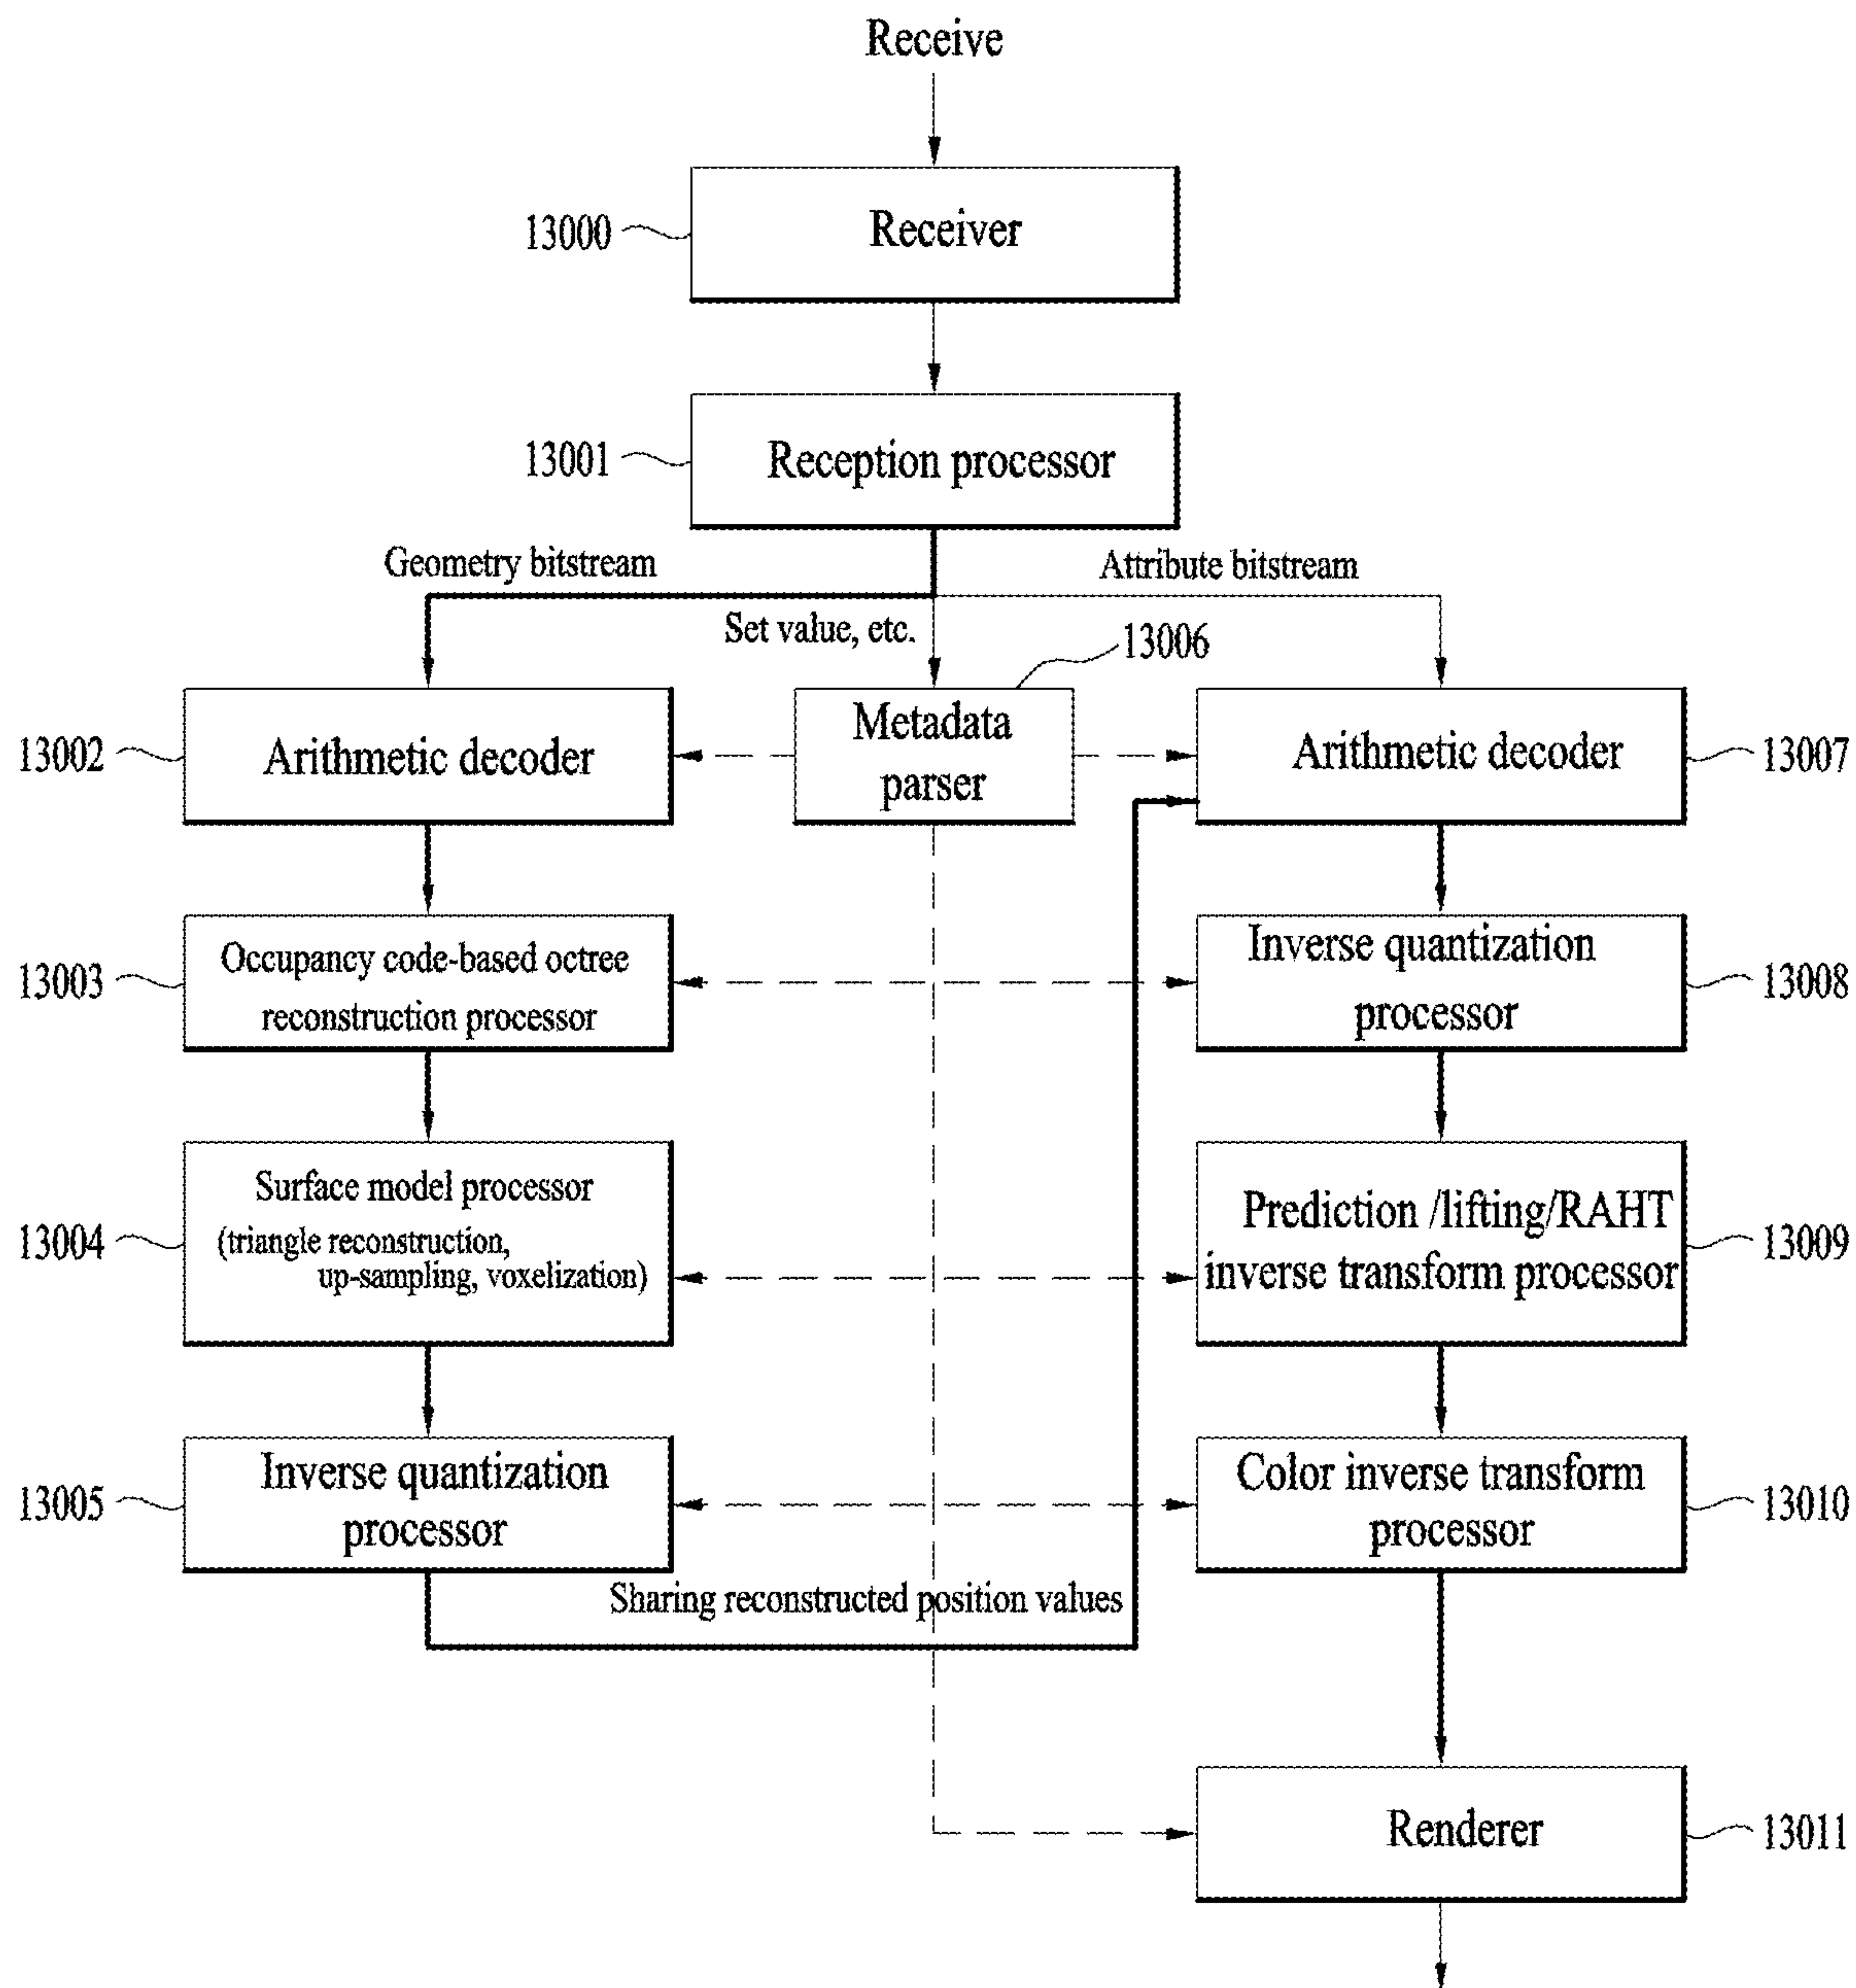 Receive
13000
Receiver
13001
Reception processor
Geometry bitstream
Attribute bitstream
Set value, etc.
13006
13002
Arithmetic decoder
Metadata
parser
Arithmetic decoder
13007
13003
Occupancy code-based octree
reconstruction processor
Inverse quantization
processor
13008
13004
Surface model processor
(triangle reconstruction,
up-sampling, voxelization)
Prediction /lifting/RAHT
inverse transform processor
13009
13005
Inverse quantization
processor
Color inverse transform
processor
13010
Sharing reconstructed position values
Renderer
13011